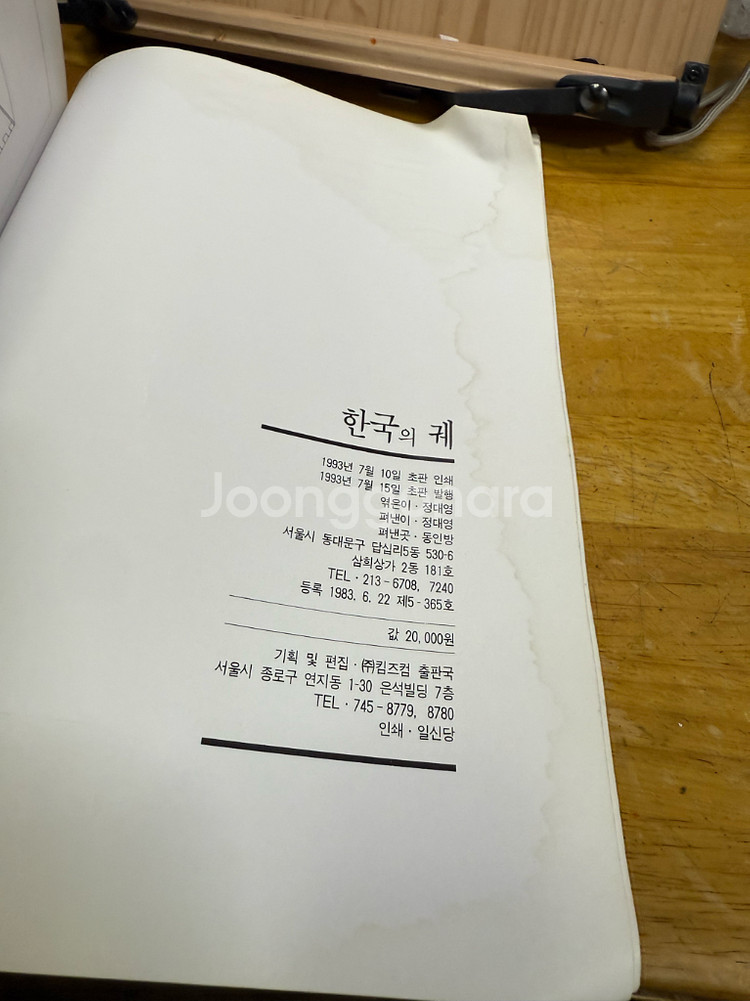 한국의 궤
1993년 7월 10일 초판 인쇄
1993년 7월 15일 초판 발행
엮은이 · 정대영
펴낸이 · 정대영
펴낸곳 · 동인방
서울시 동대문구 답십리5동 530-6
삼희상가 2동 181호
TEL · 213-6708, 7240
등록 1983. 6. 22 제5-365호
값 20,000원
기획 및 편집 · ㈜킴즈컴 출판국
서울시 종로구 연지동 1-30 은석빌딩 7층
TEL · 745-8779, 8780
인쇄 · 일신당
Joonggonara